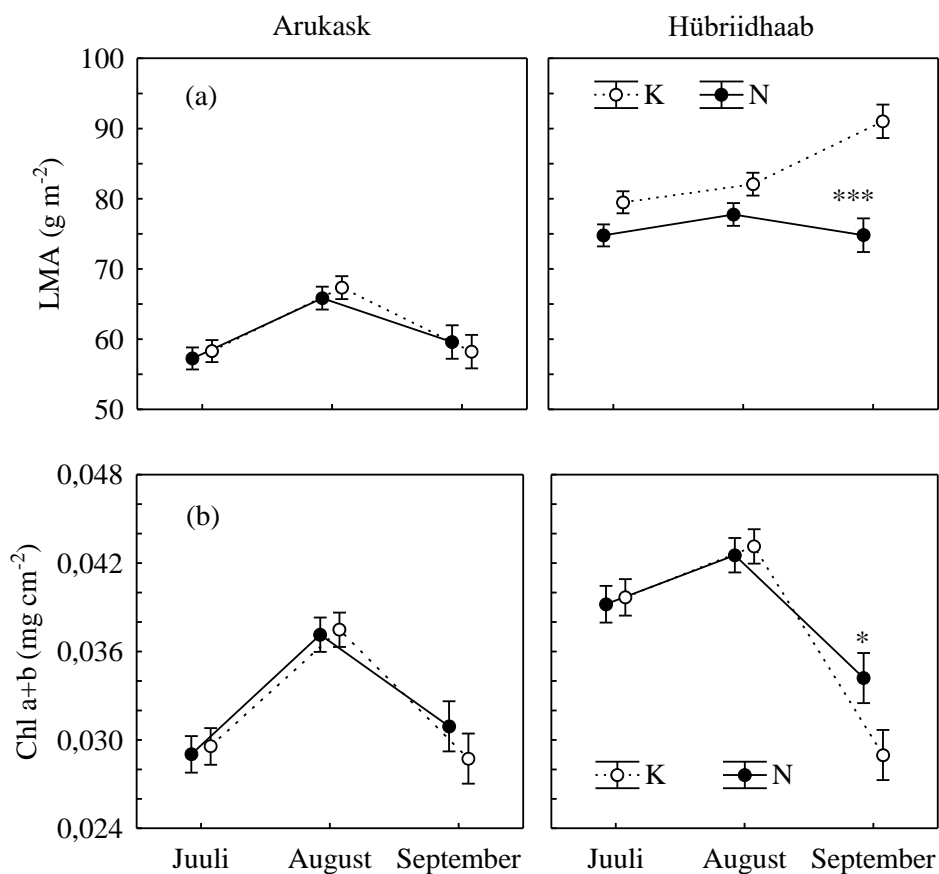 Arukask Hübriidhaab
100
90
80
70
60
50
LMA (g m⁻²)
(a)
K N
***
0,048
0,042
0,036
0,030
0,024
Chl a+b (mg cm⁻²)
(b)
*
K N
Juuli August September Juuli August September